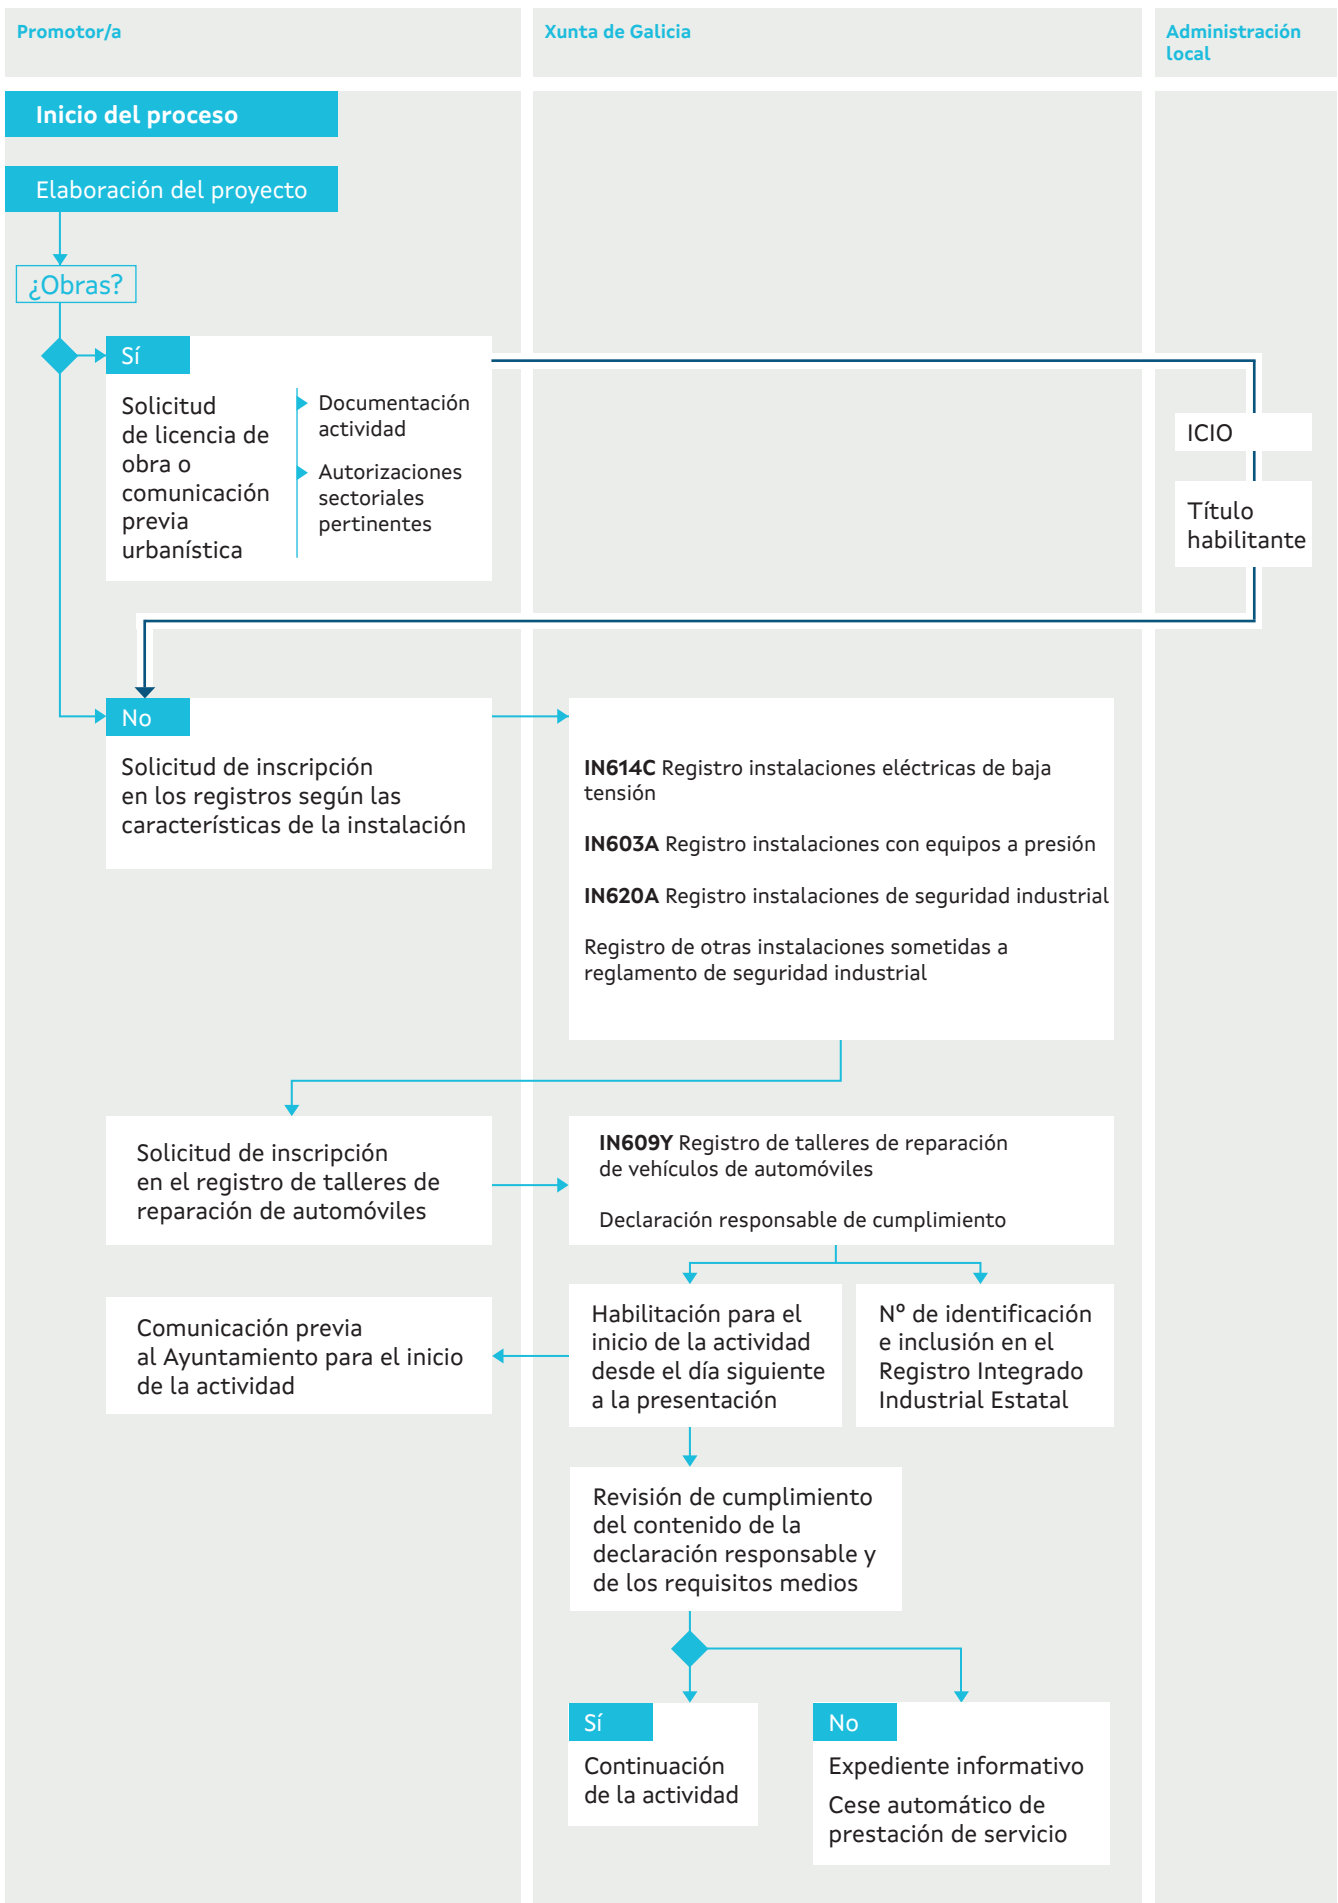 Promotor/a
Xunta de Galicia
Administración
local
Inicio del proceso
Elaboración del proyecto
¿Obras?
Sí
Solicitud
de licencia de
obra o
comunicación
previa
urbanística
Documentación
actividad
Autorizaciones
sectoriales
pertinentes
ICIO
Título
habilitante
No
Solicitud de inscripción
en los registros según las
características de la instalación
IN614C Registro instalaciones eléctricas de baja
tensión
IN603A Registro instalaciones con equipos a presión
IN620A Registro instalaciones de seguridad industrial
Registro de otras instalaciones sometidas a
reglamento de seguridad industrial
Solicitud de inscripción
en el registro de talleres de
reparación de automóviles
IN609Y Registro de talleres de reparación
de vehículos de automóviles
Declaración responsable de cumplimiento
Comunicación previa
al Ayuntamiento para el inicio
de la actividad
Habilitación para el
inicio de la actividad
desde el día siguiente
a la presentación
Nº de identificación
e inclusión en el
Registro Integrado
Industrial Estatal
Revisión de cumplimiento
del contenido de la
declaración responsable y
de los requisitos medios
Sí
Continuación
de la actividad
No
Expediente informativo
Cese automático de
prestación de servicio